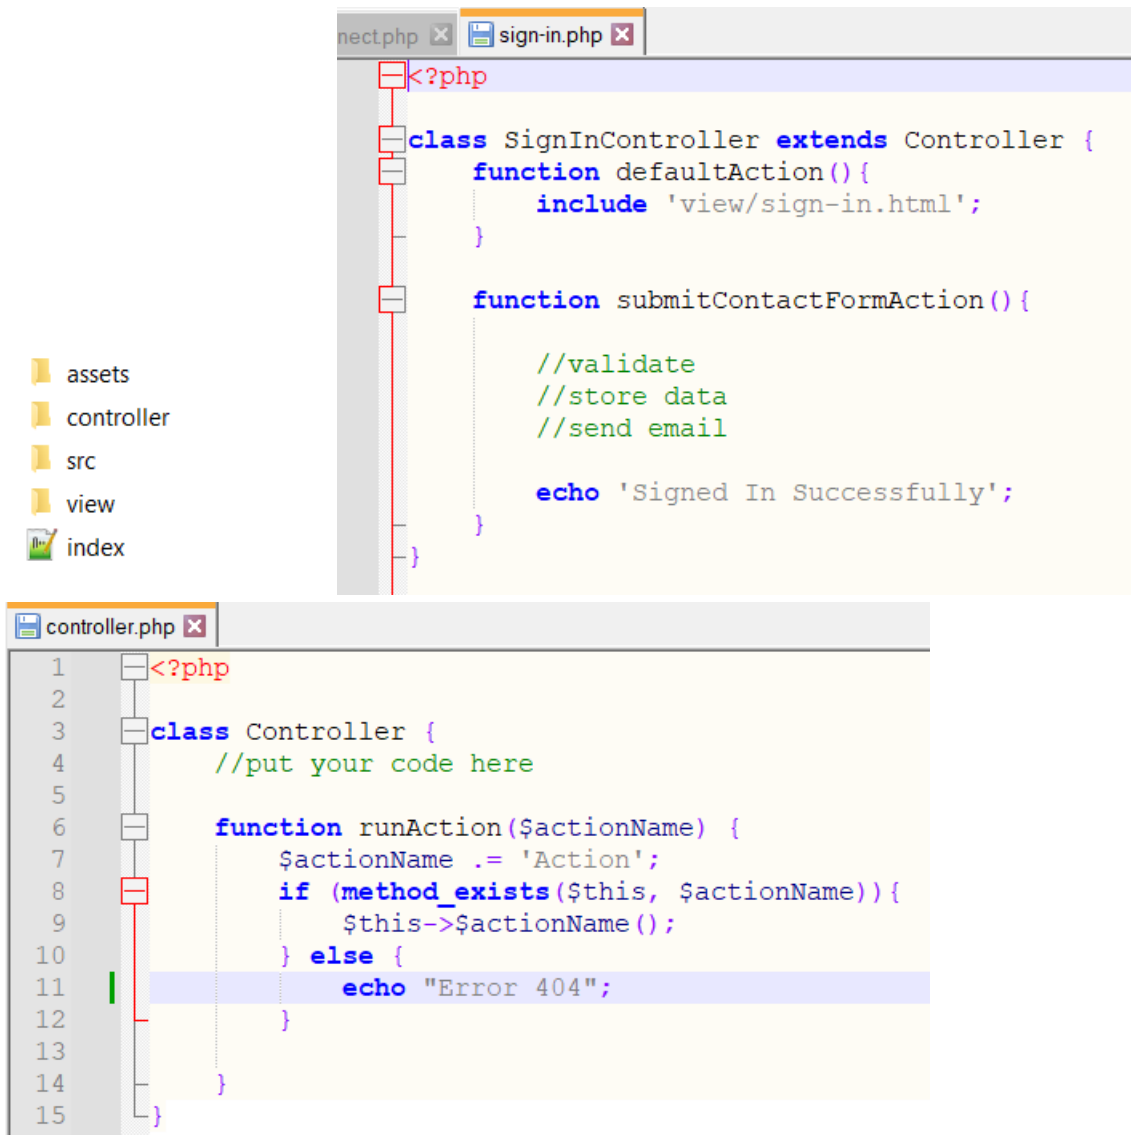 nect.php sign-in.php
<?php
class SignInController extends Controller {
function defaultAction(){
include 'view/sign-in.html';
}
function submitContactFormAction(){
//validate
//store data
//send email
echo 'Signed In Successfully';
}
}
assets
controller
src
view
index
controller.php
1 <?php
2
3 class Controller {
4 //put your code here
5
6 function runAction($actionName) {
7 $actionName .= 'Action';
8 if (method_exists($this, $actionName)){
9 $this->$actionName();
10 } else {
11 echo "Error 404";
12 }
13
14 }
15 }